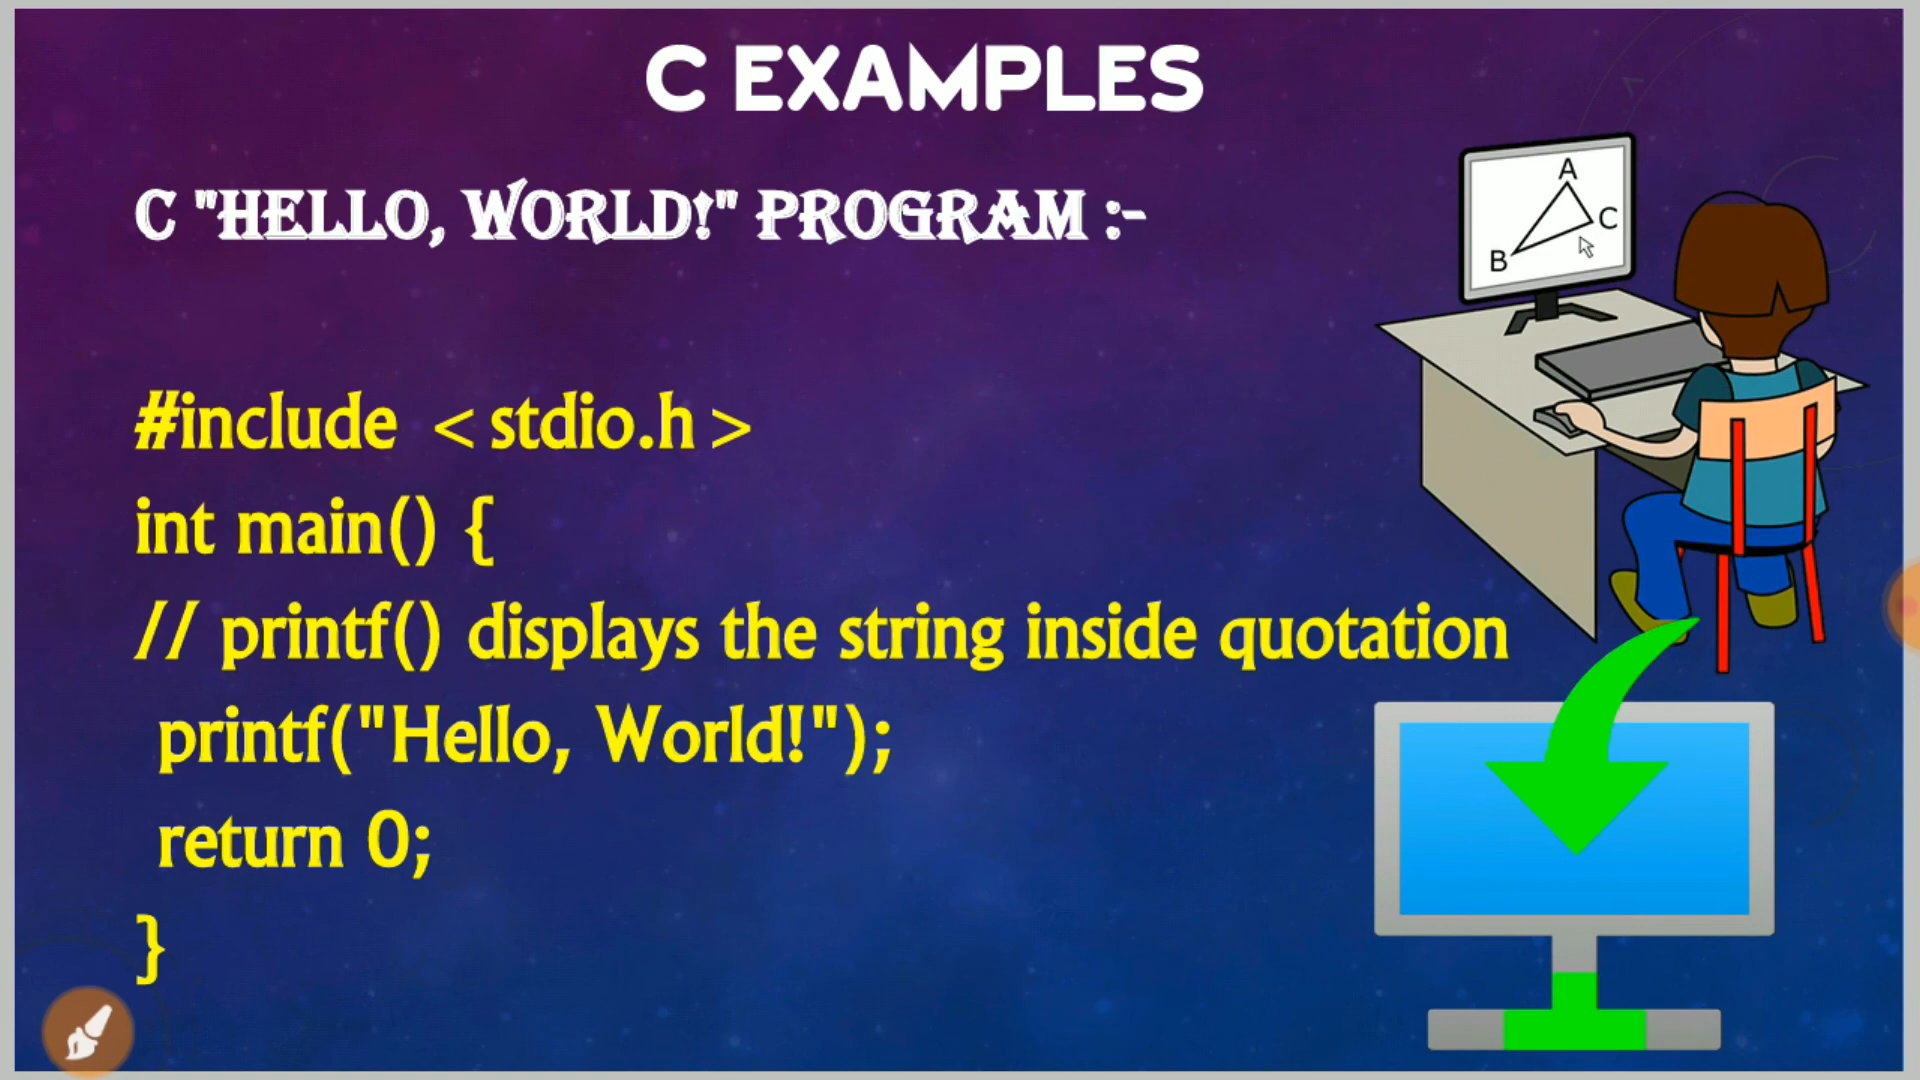 C EXAMPLES
C "HELLO, WORLD!" PROGRAM :-
A
C
B
#include < stdio.h >
int main() {
// printf() displays the string inside quotation
printf("Hello, World!");
return 0;
}